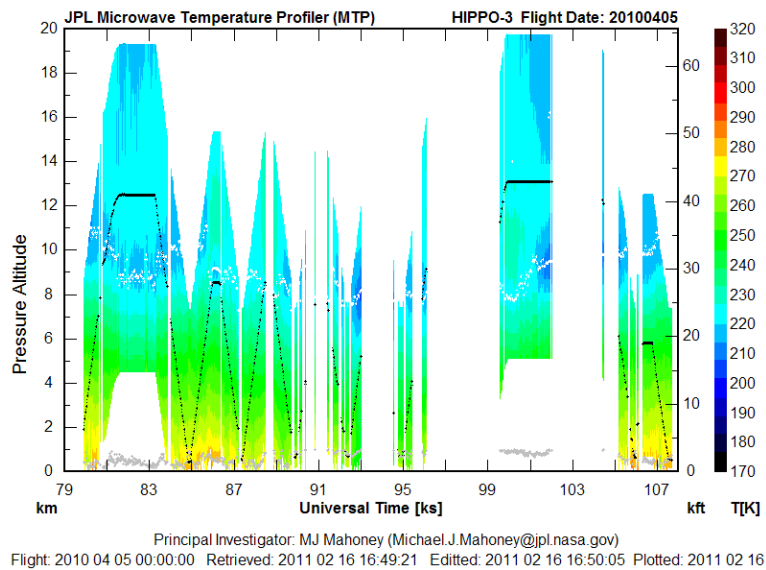 JPL Microwave Temperature Profiler (MTP) HIPPO-3 Flight Date: 20100405
20 320
18 60 310
16 300
50 290
14 280
12 40 270
260
10 250
30 240
8 230
6 20 220
210
4 10 200
2 190
180
0 0 170
Pressure Altitude
79 83 87 91 95 99 103 107
km Universal Time [ks] kft T[K]
Principal Investigator: MJ Mahoney (Michael.J.Mahoney@jpl.nasa.gov)
Flight: 2010 04 05 00:00:00 Retrieved: 2011 02 16 16:49:21 Editted: 2011 02 16 16:50:05 Plotted: 2011 02 16